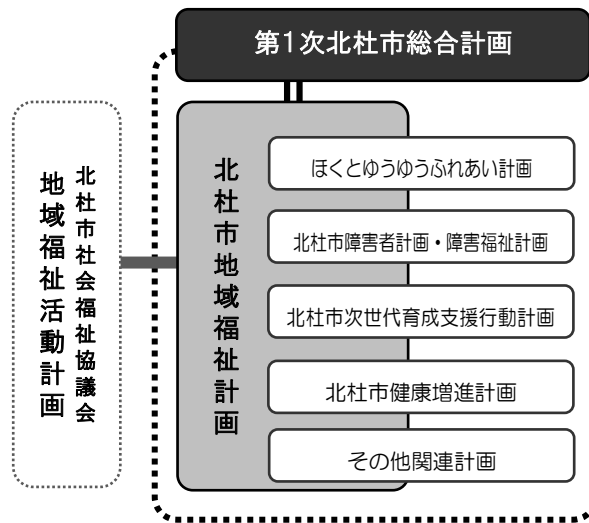 第1次北杜市総合計画
北杜市社会福祉協議会
地域福祉活動計画
北杜市地域福祉計画
ほくとゆうゆうふれあい計画
北杜市障害者計画・障害福祉計画
北杜市次世代育成支援行動計画
北杜市健康増進計画
その他関連計画